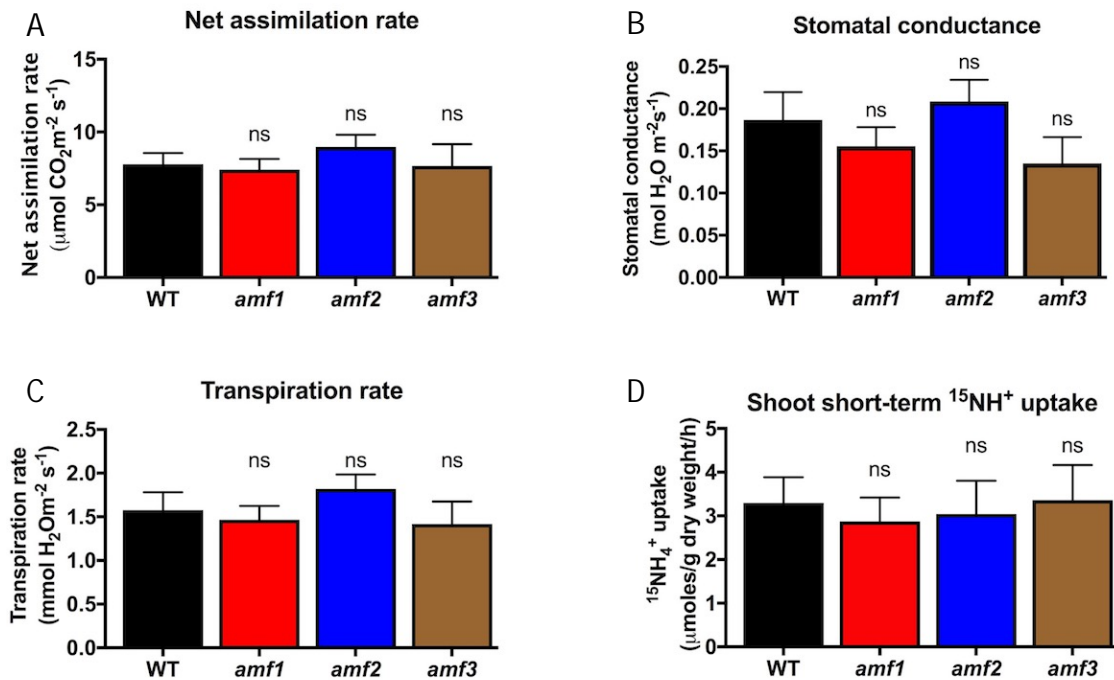 A
Net assimilation rate
Net assimilation rate
(μmol CO₂m⁻² s⁻¹)
15
10
5
0
ns
ns
ns
WT
amf1
amf2
amf3
B
Stomatal conductance
Stomatal conductance
(mol H₂O m⁻²s⁻¹)
0.25
0.20
0.15
0.10
0.05
0.00
ns
ns
ns
WT
amf1
amf2
amf3
C
Transpiration rate
Transpiration rate
(mmol H₂Om⁻² s⁻¹)
2.5
2.0
1.5
1.0
0.5
0.0
ns
ns
ns
WT
amf1
amf2
amf3
D
Shoot short-term ¹⁵NH⁺ uptake
¹⁵NH₄⁺ uptake
(μmoles/g dry weight/h)
5
4
3
2
1
0
ns
ns
ns
WT
amf1
amf2
amf3